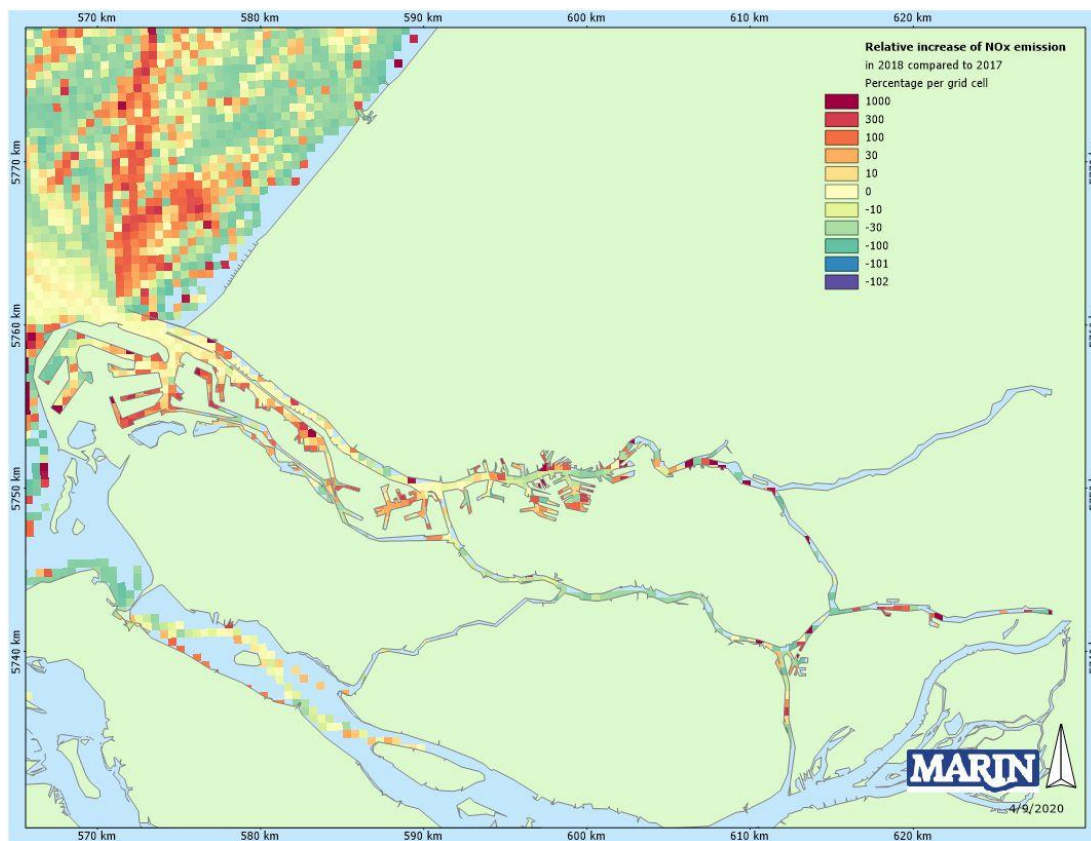 570 km 580 km 590 km 600 km 610 km 620 km
Relative increase of NOx emission
in 2018 compared to 2017
Percentage per grid cell
1000
300
100
30
10
0
-10
-30
-100
-101
-102
5770 km
5760 km
5750 km
5740 km
MARIN
4/9/2020
570 km 580 km 590 km 600 km 610 km 620 km